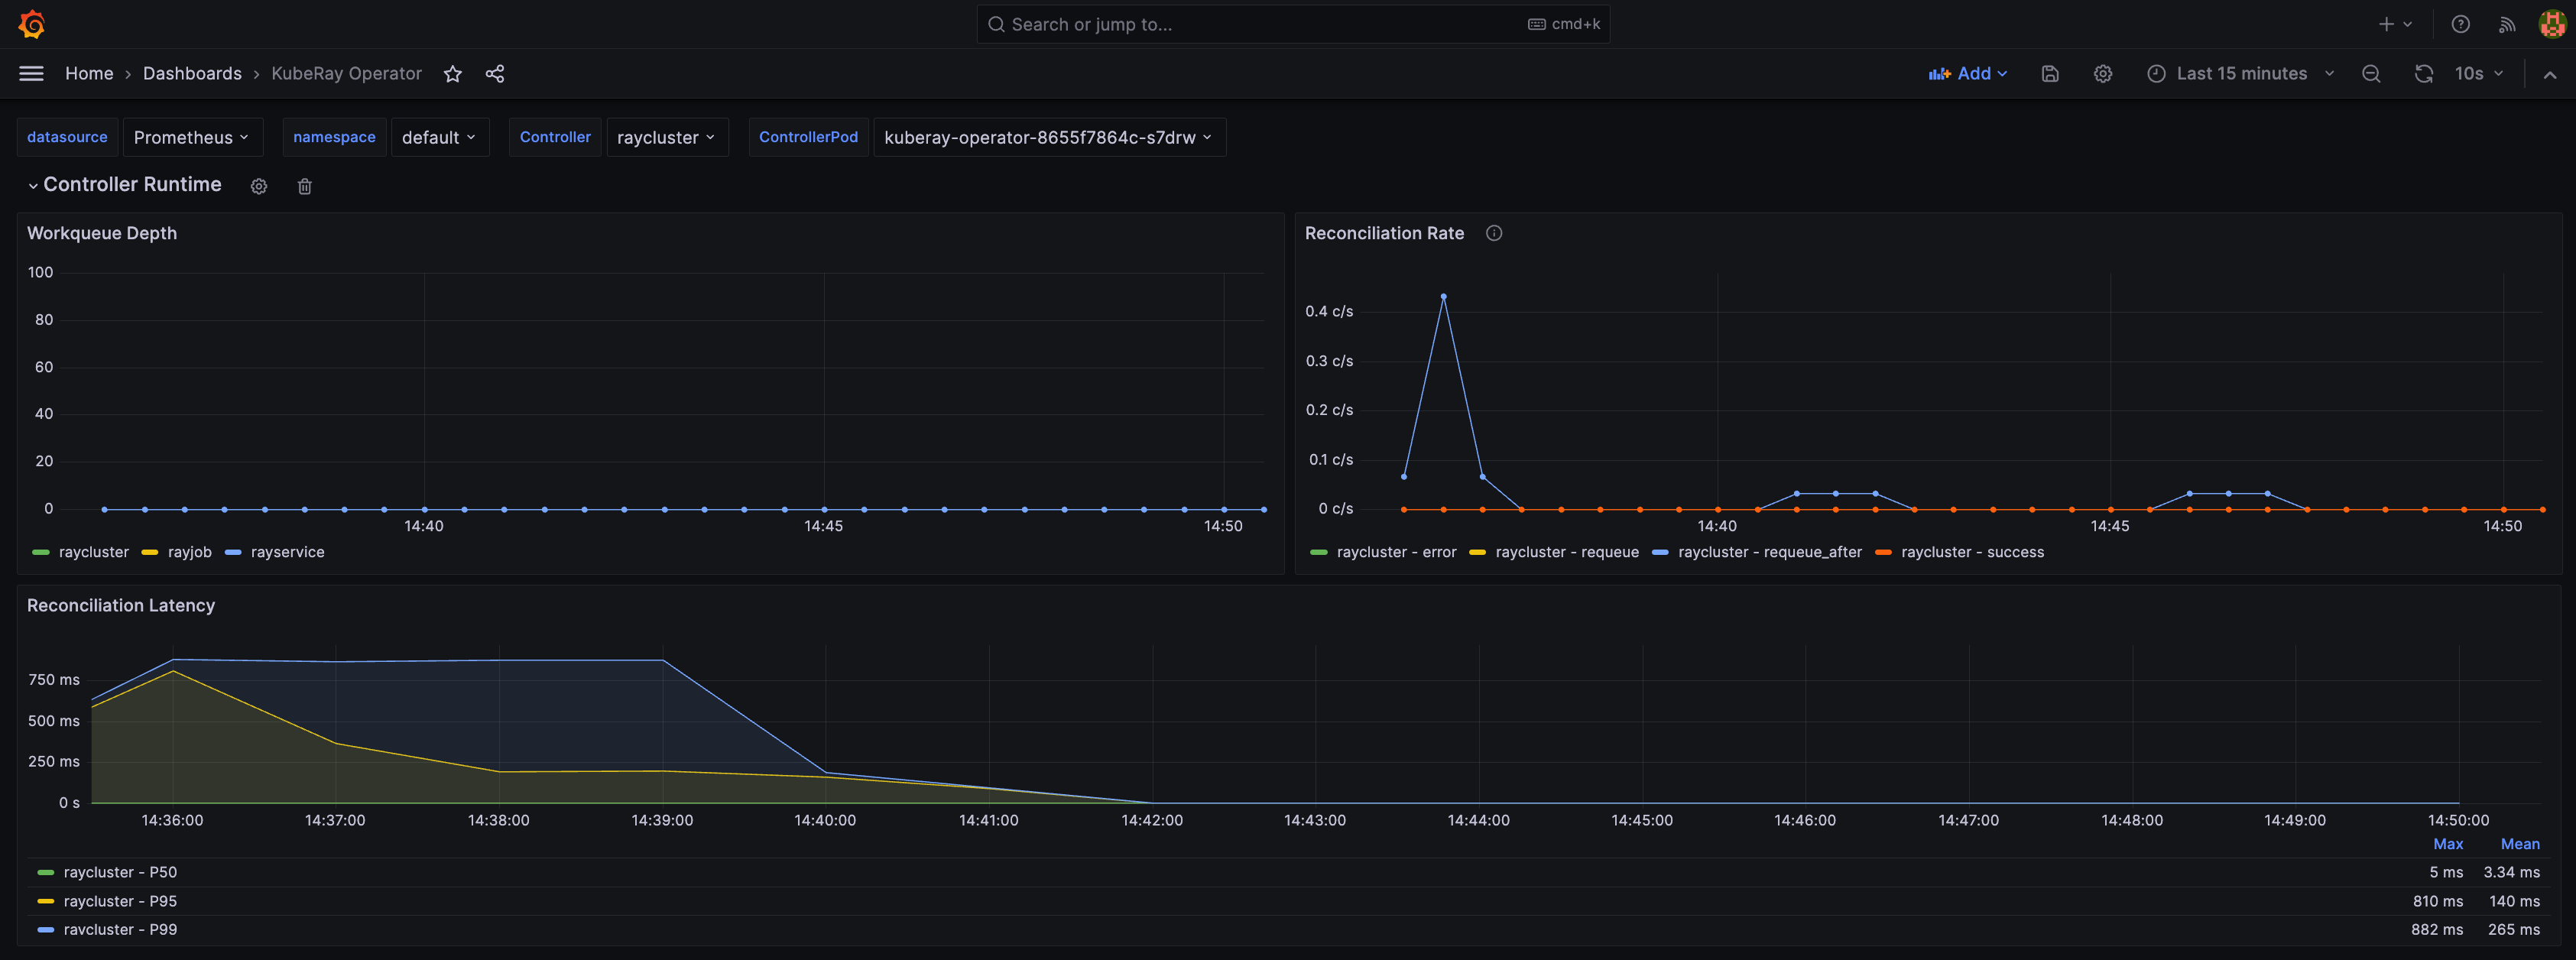 Search or jump to... cmd+k
Home › Dashboards › KubeRay Operator Add Last 15 minutes 10s
datasource Prometheus namespace default Controller raycluster ControllerPod kuberay-operator-8655f7864c-s7drw
Controller Runtime
Workqueue Depth
100
80
60
40
20
0
14:40 14:45 14:50
raycluster rayjob rayservice
Reconciliation Rate
0.4 c/s
0.3 c/s
0.2 c/s
0.1 c/s
0 c/s
14:40 14:45 14:50
raycluster - error raycluster - requeue raycluster - requeue_after raycluster - success
Reconciliation Latency
750 ms
500 ms
250 ms
0 s
14:36:00 14:37:00 14:38:00 14:39:00 14:40:00 14:41:00 14:42:00 14:43:00 14:44:00 14:45:00 14:46:00 14:47:00 14:48:00 14:49:00 14:50:00
Max Mean
raycluster - P50 5 ms 3.34 ms
raycluster - P95 810 ms 140 ms
raycluster - P99 882 ms 265 ms